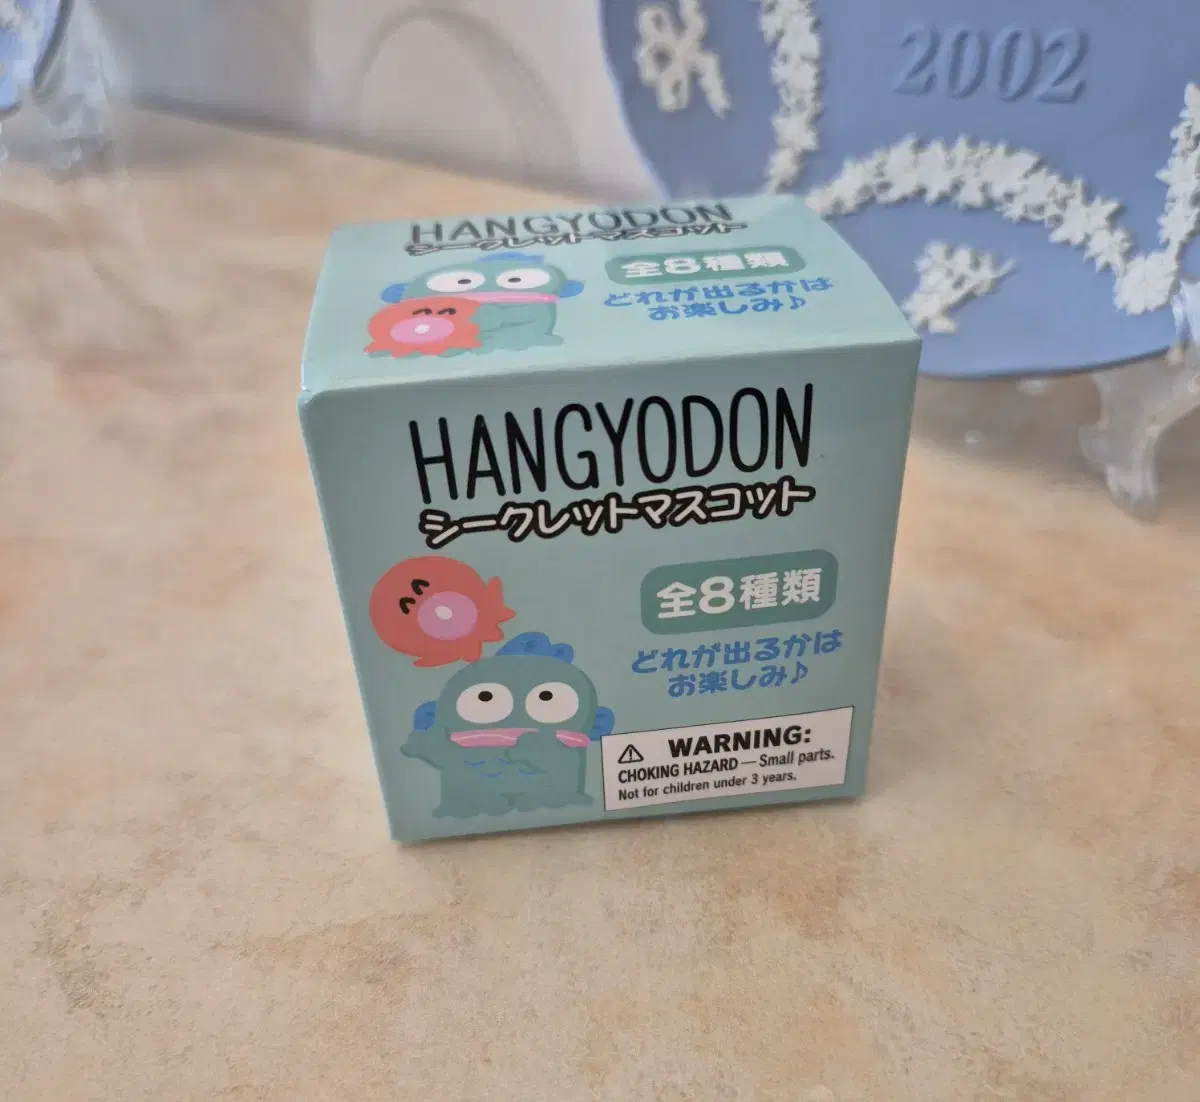 2002
HANGYODON
シークレットマスコット
全8種類
どれが出るかは
お楽しみ♪
HANGYODON
シークレットマスコット
全8種類
どれが出るかは
お楽しみ♪
⚠ WARNING:
CHOKING HAZARD — Small parts.
Not for children under 3 years.